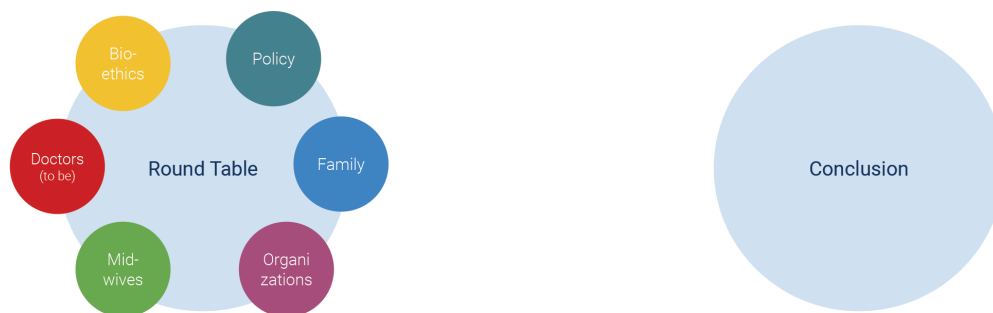 Bio-
ethics
Policy
Doctors
(to be)
Round Table
Family
Mid-
wives
Organi
zations
Conclusion